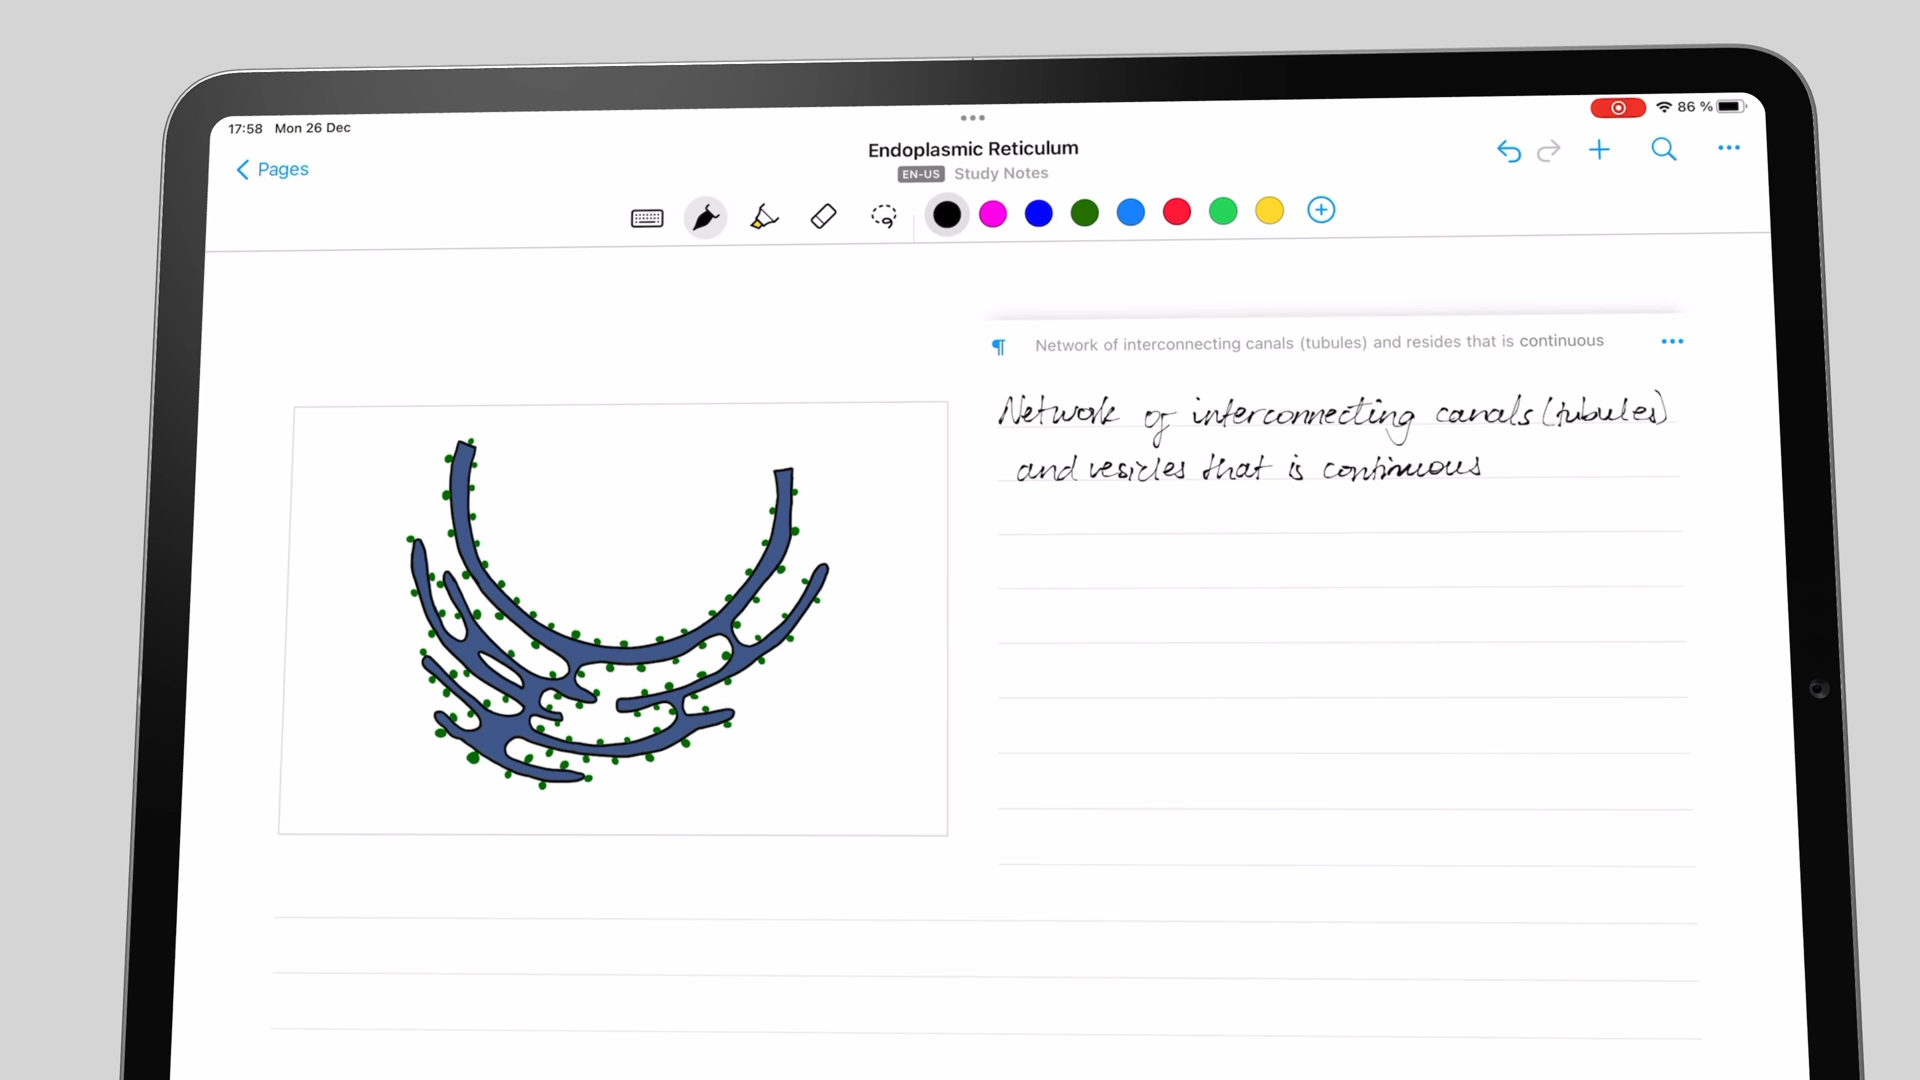 17:58 Mon 26 Dec
86 %
Pages
Endoplasmic Reticulum
EN-US Study Notes
Network of interconnecting canals (tubules) and resides that is continuous
Network of interconnecting canals (tubules)
and vesicles that is continuous